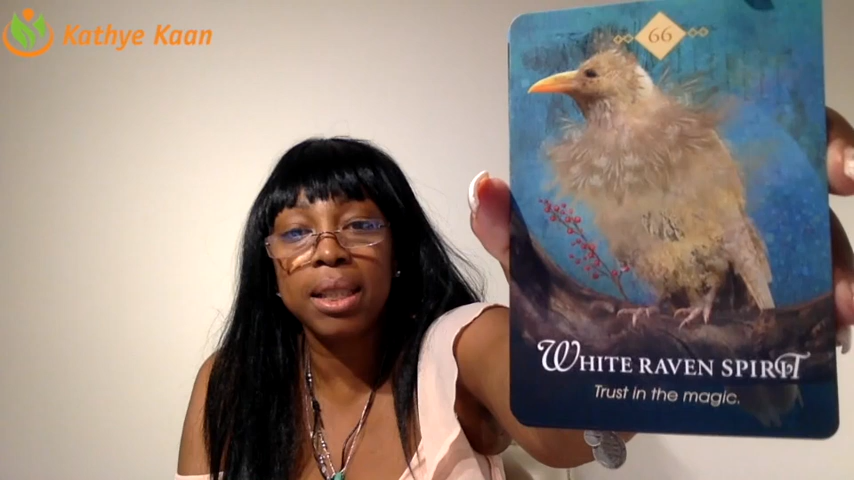 Kathye Kaan
66
WHITE RAVEN SPIRIT
Trust in the magic.